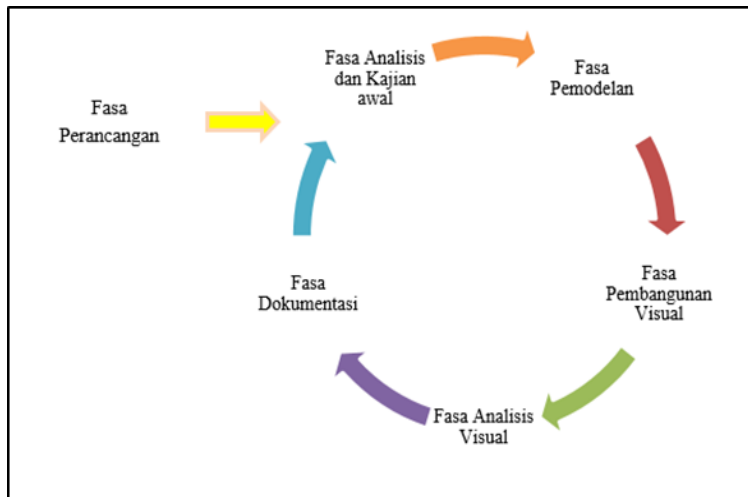 Fasa
Perancangan
Fasa Analisis
dan Kajian
awal
Fasa
Pemodelan
Fasa
Pembangunan
Visual
Fasa Analisis
Visual
Fasa
Dokumentasi